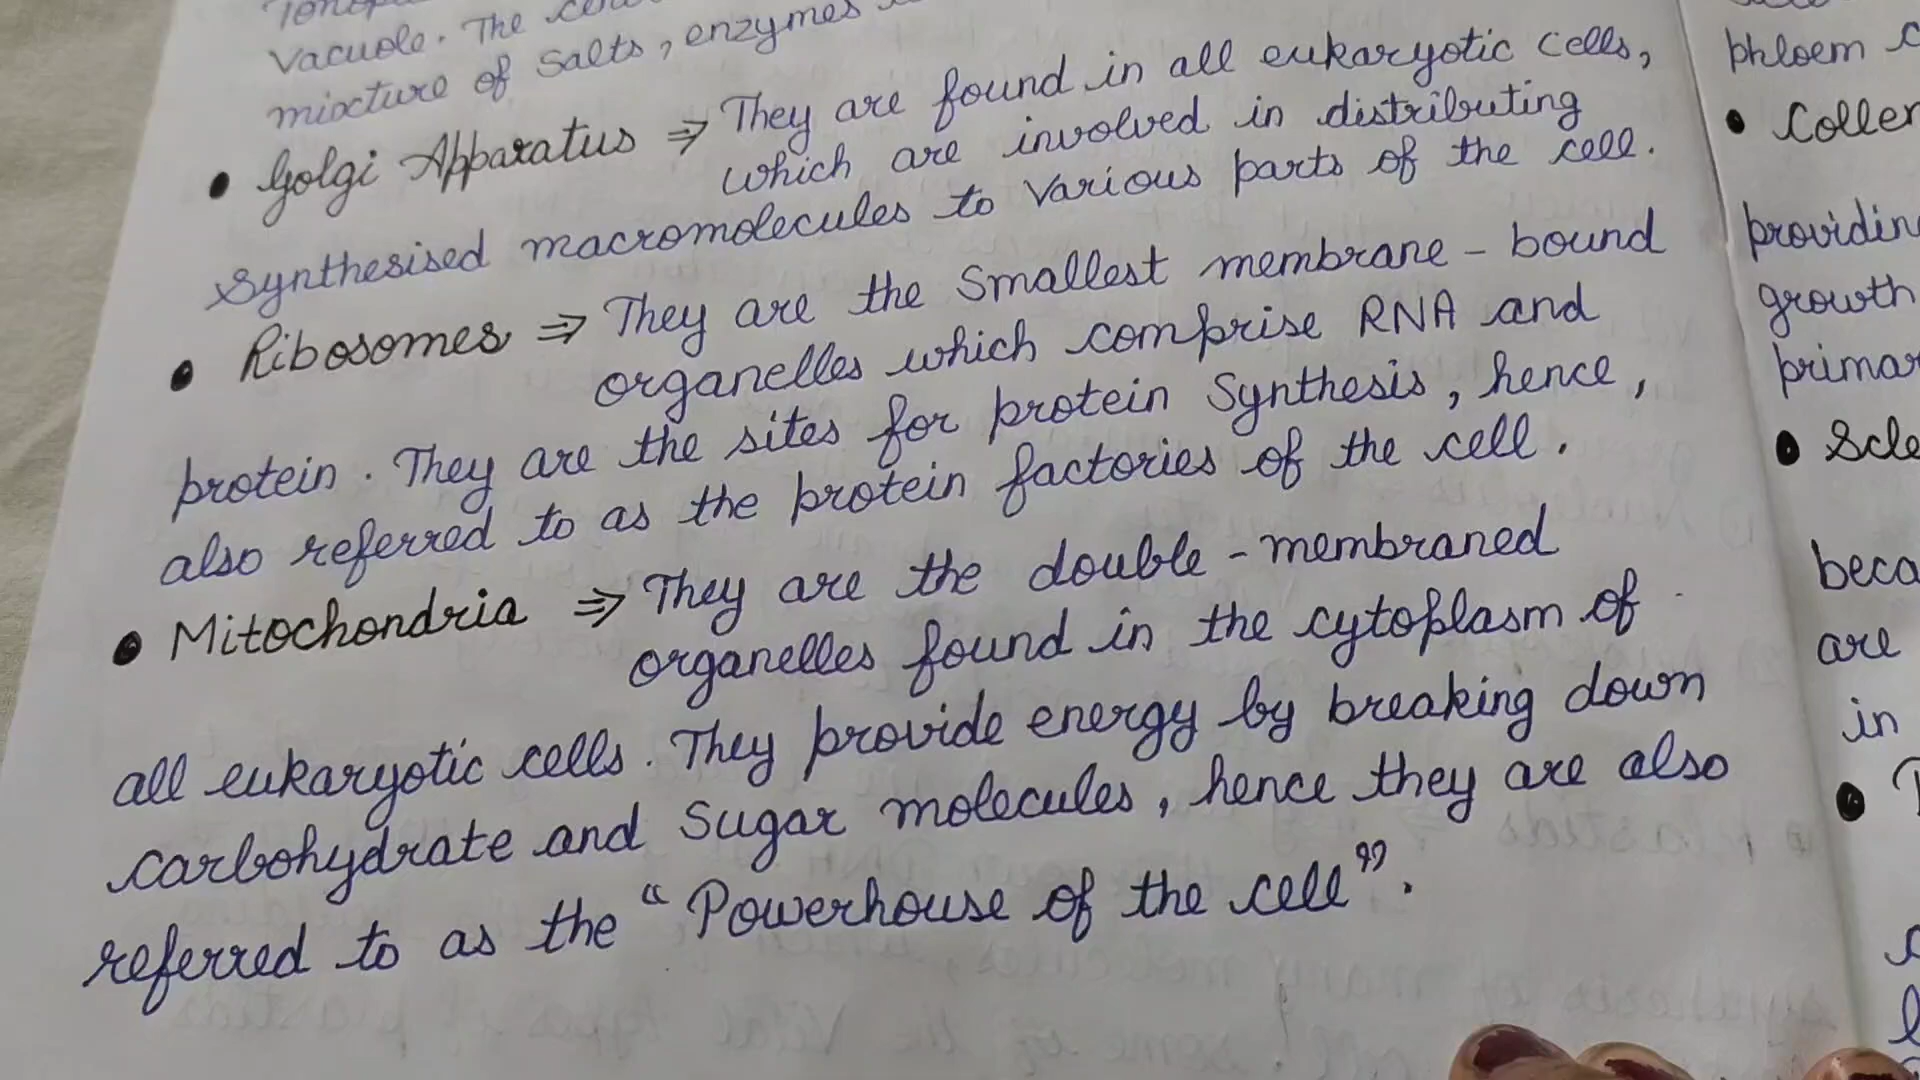 Vacuole. The
mixture of Salts, enzymes
• Golgi Apparatus ⇒ They are found in all eukaryotic cells,
which are involved in distributing
Synthesised macromolecules to various parts of the cell.
• Ribosomes ⇒ They are the Smallest membrane - bound
organelles which comprise RNA and
protein. They are the sites for protein Synthesis, hence,
also referred to as the protein factories of the cell.
• Mitochondria ⇒ They are the double - membraned
organelles found in the cytoplasm of
all eukaryotic cells. They provide energy by breaking down
carbohydrate and Sugar molecules, hence they are also
referred to as the "Powerhouse of the cell".
phloem
•
growth
•
are
in
•